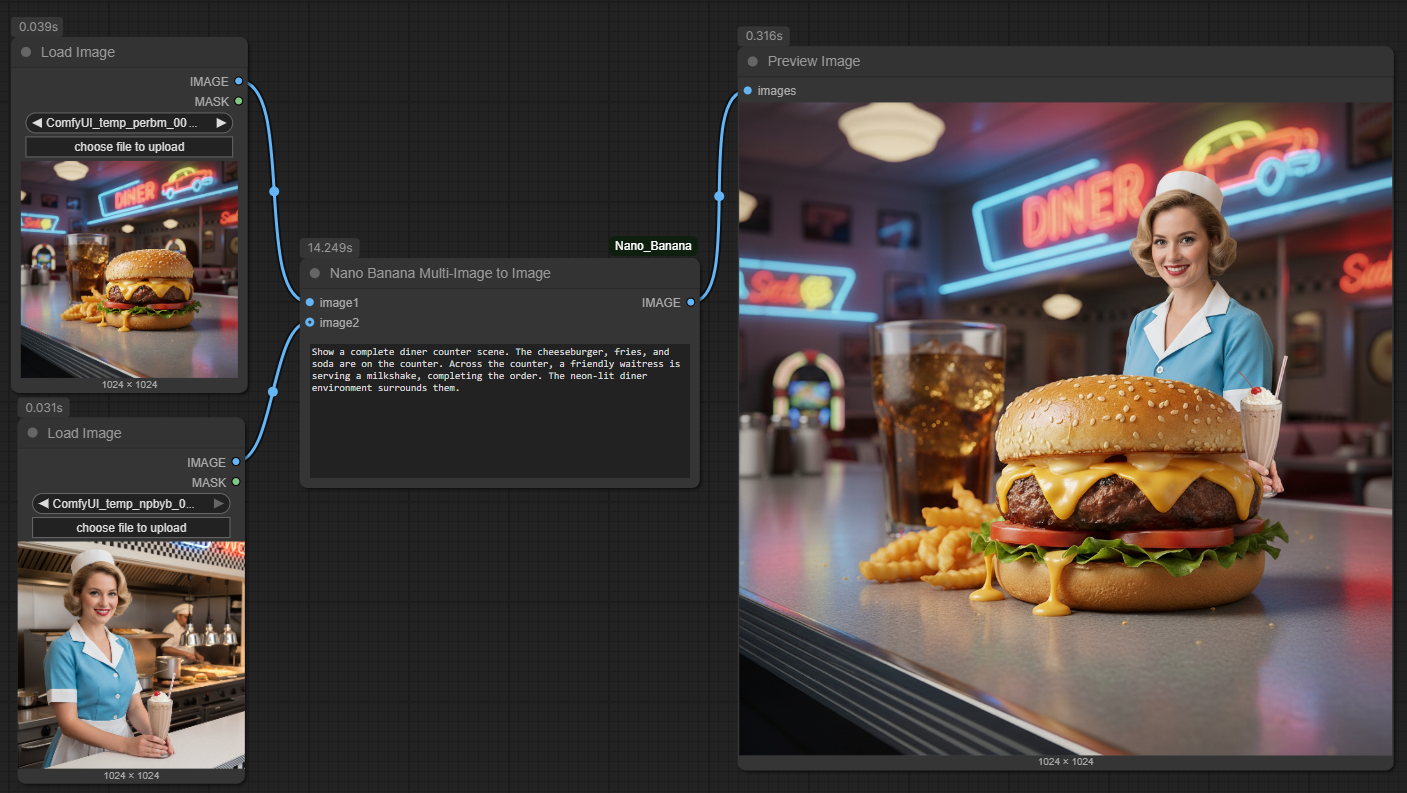 0.039s
Load Image
IMAGE
MASK
ComfyUI_temp_perbm_00...
choose file to upload
DINER
1024 × 1024
0.031s
Load Image
IMAGE
MASK
ComfyUI_temp_npbyb_0...
choose file to upload
1024 × 1024
14.249s
Nano_Banana
Nano Banana Multi-Image to Image
image1
IMAGE
image2
Show a complete diner counter scene. The cheeseburger, fries, and
soda are on the counter. Across the counter, a friendly waitress is
serving a milkshake, completing the order. The neon-lit diner
environment surrounds them.
0.316s
Preview Image
images
DINER
1024 × 1024